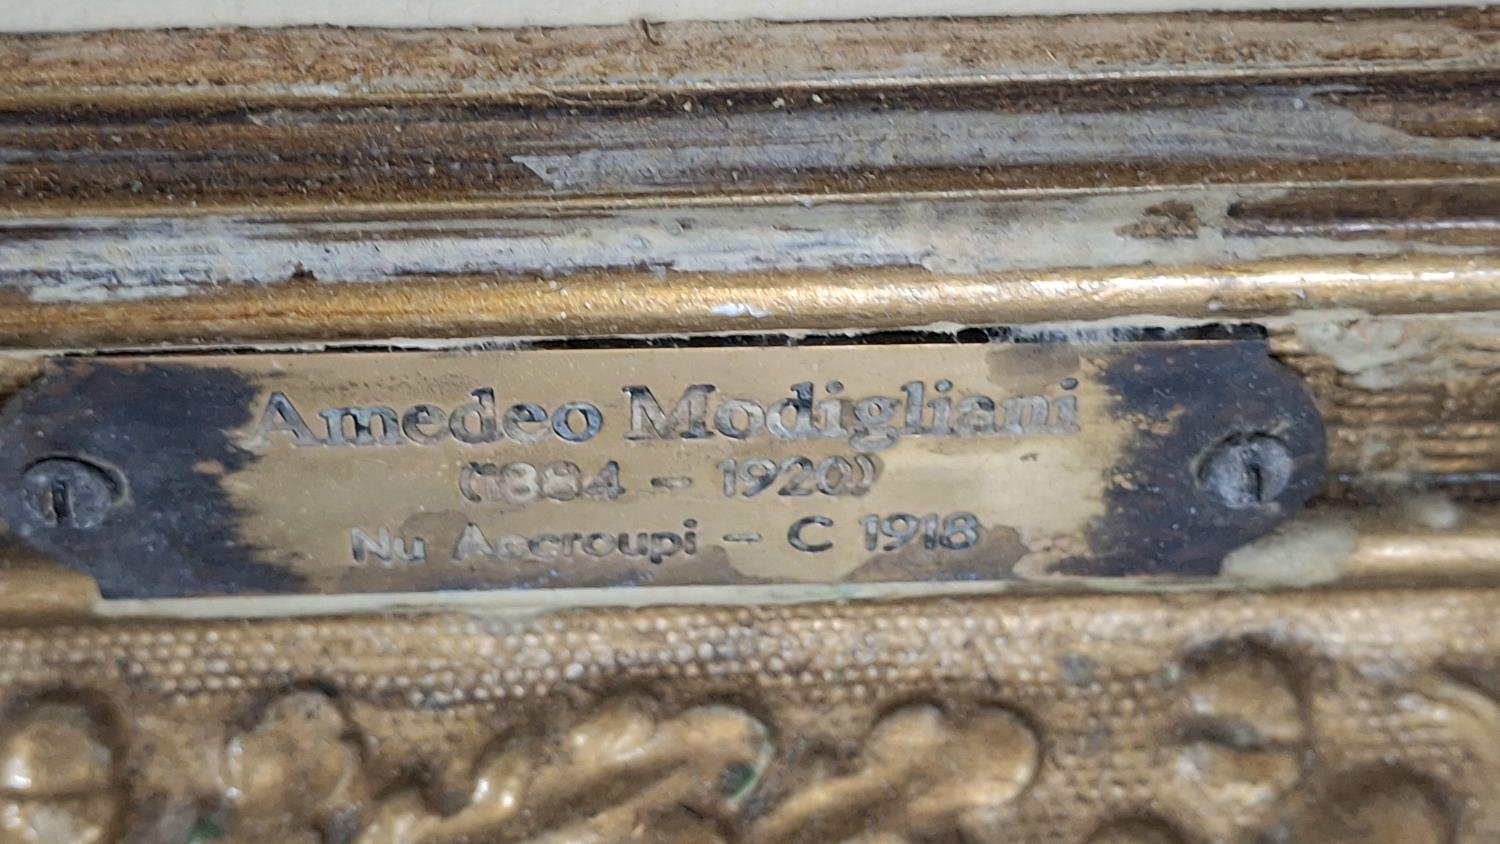 Amedeo Modigliani
(1884 - 1920)
Nu Accroupi - C 1918